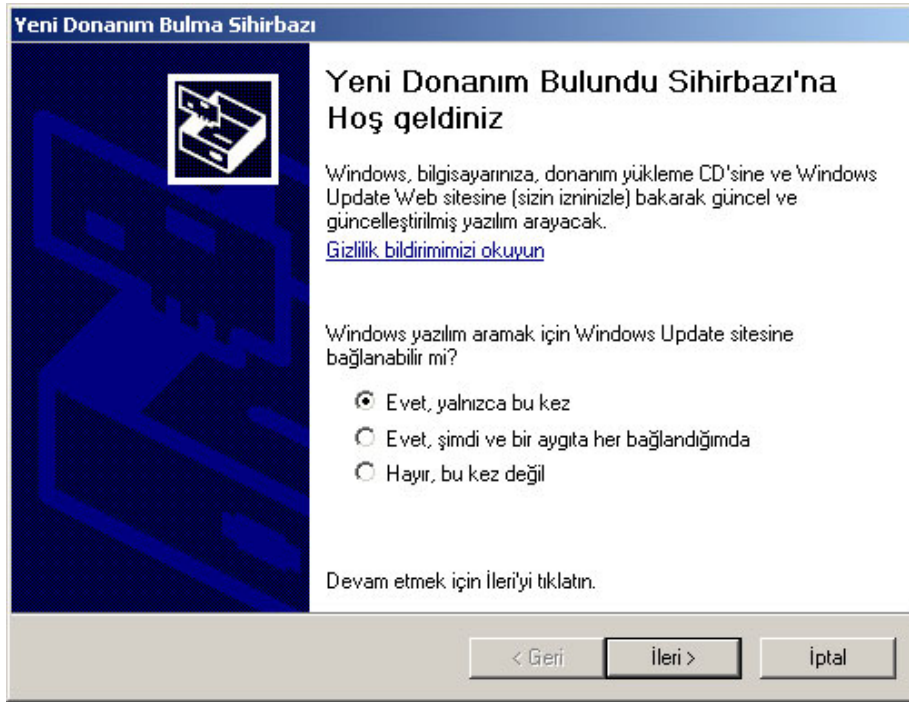 Yeni Donanım Bulma Sihirbazı
Yeni Donanım Bulundu Sihirbazı'na
Hoş geldiniz
Windows, bilgisayarınıza, donanım yükleme CD'sine ve Windows
Update Web sitesine (sizin izninizle) bakarak güncel ve
güncelleştirilmiş yazılım arayacak.
Gizlilik bildirimimizi okuyun
Windows yazılım aramak için Windows Update sitesine
bağlanabilir mi?
Evet, yalnızca bu kez
Evet, şimdi ve bir aygıta her bağlandığımda
Hayır, bu kez değil
Devam etmek için İleri'yi tıklatın.
< Geri
İleri >
İptal